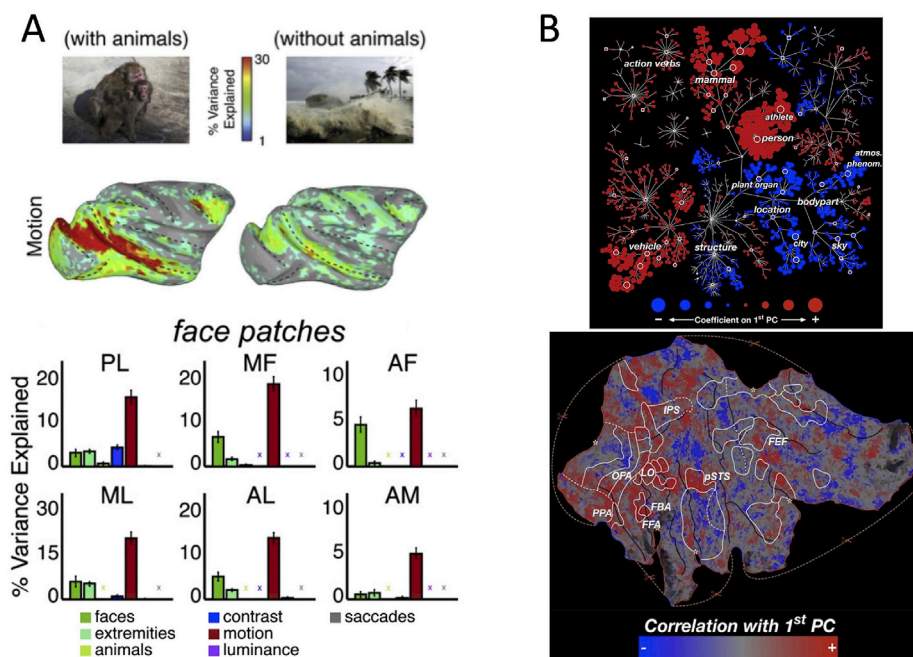 A
(with animals)
(without animals)
% Variance
Explained
30
1
Motion
face patches
% Variance Explained
PL
20
10
0
x
MF
20
10
0
x x x
AF
10
5
0
x x x x
ML
30
15
0
x x
AL
20
10
0
x x x x
AM
10
5
0
x x x
faces
extremities
animals
contrast
motion
luminance
saccades
B
action verbs
mammal
athlete
person
atmos.
phenom.
plant organ
location
bodypart
vehicle
structure
city
sky
- Coefficient on 1st PC +
IPS
FEF
OFA
LO
pSTS
PPA
FBA
FFA
Correlation with 1st PC
- +